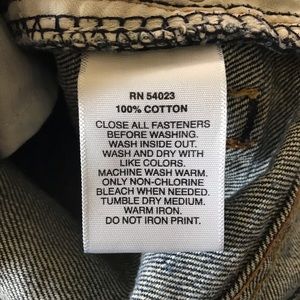 RN 54023
100% COTTON
CLOSE ALL FASTENERS
BEFORE WASHING.
WASH INSIDE OUT.
WASH AND DRY WITH
LIKE COLORS.
MACHINE WASH WARM.
ONLY NON-CHLORINE
BLEACH WHEN NEEDED.
TUMBLE DRY MEDIUM.
WARM IRON.
DO NOT IRON PRINT.